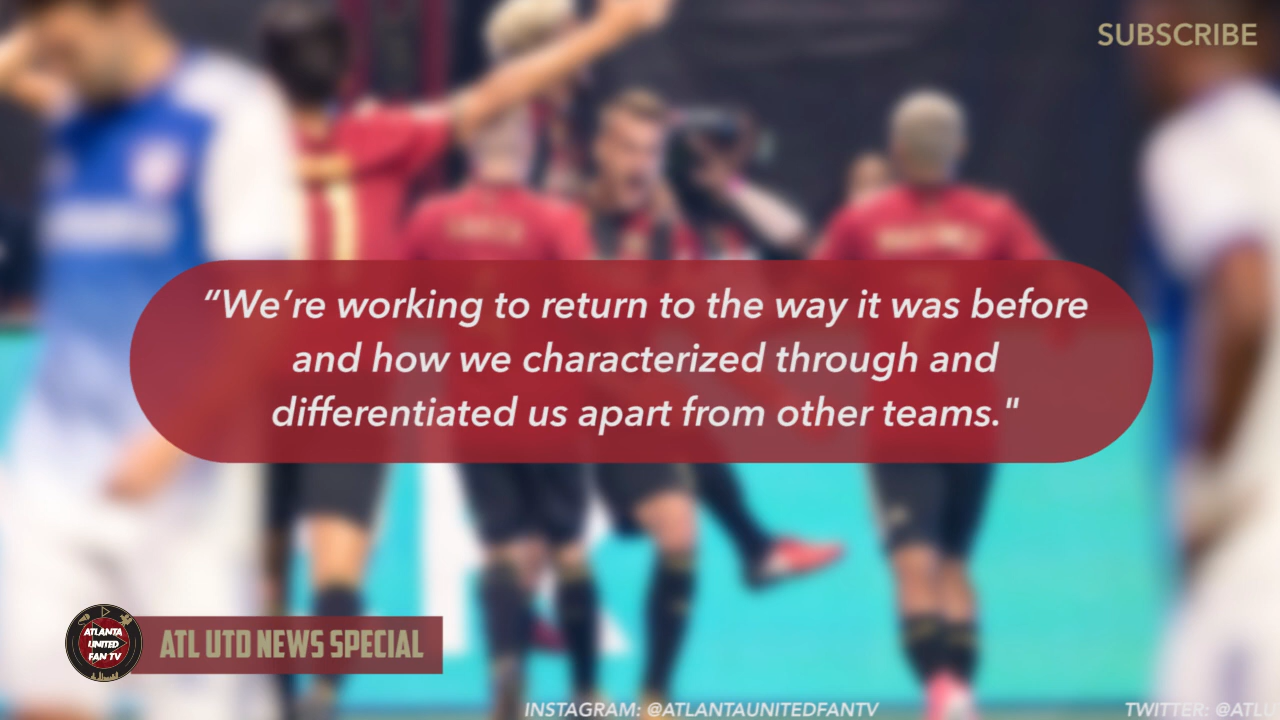 SUBSCRIBE
“We’re working to return to the way it was before
and how we characterized through and
differentiated us apart from other teams."
ATLANTA
UNITED
FAN TV
ATL UTD NEWS SPECIAL
INSTAGRAM: @ATLANTAUNITEDFANTV
TWITTER: @ATLU